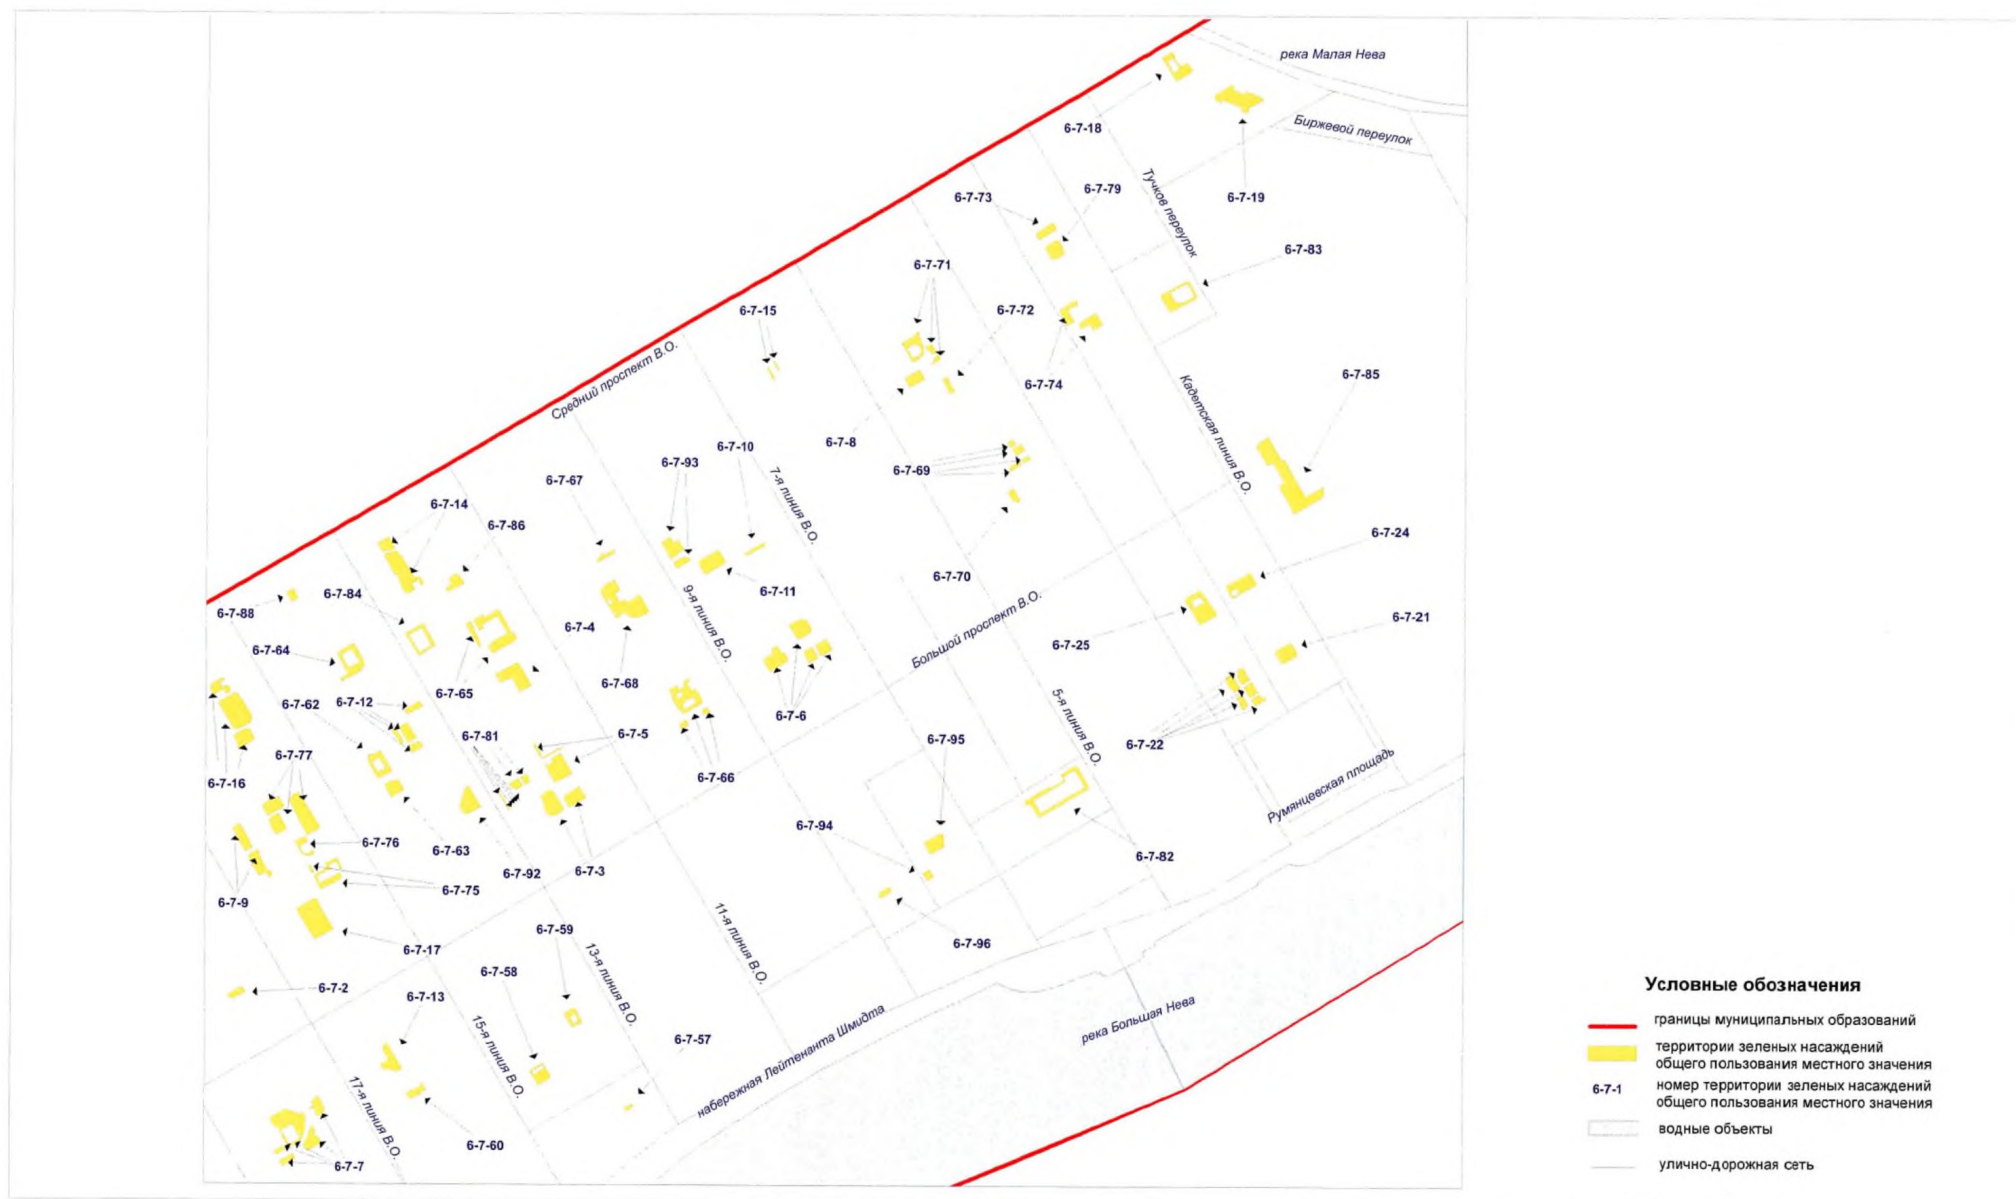 река Малая Нева
6-7-18
Биржевой переулок
6-7-79
6-7-73
6-7-19
Тучков переулок
6-7-83
6-7-71
6-7-15
6-7-72
Средний проспект В.О.
6-7-85
6-7-74
Кадетская линия В.О.
6-7-8
6-7-10
6-7-93
6-7-69
6-7-67
7-я линия В.О.
6-7-14
6-7-86
6-7-24
6-7-70
6-7-11
6-7-84
6-7-88
9-я линия В.О.
6-7-21
6-7-4
Большой проспект В.О.
6-7-25
6-7-64
6-7-68
6-7-65
6-7-62
6-7-12
6-7-6
5-я линия В.О.
6-7-5
6-7-81
6-7-95
6-7-22
6-7-77
6-7-16
6-7-66
Румянцевская площадь
6-7-94
6-7-76
6-7-63
6-7-82
6-7-92
6-7-3
6-7-75
6-7-9
6-7-59
11-я линия В.О.
6-7-96
6-7-17
6-7-58
13-я линия В.О.
6-7-2
6-7-13
река Большая Нева
6-7-57
15-я линия В.О.
набережная Лейтенанта Шмидта
17-я линия В.О.
6-7-60
6-7-7
Условные обозначения
границы муниципальных образований
территории зеленых насаждений
общего пользования местного значения
6-7-1
номер территории зеленых насаждений
общего пользования местного значения
водные объекты
улично-дорожная сеть